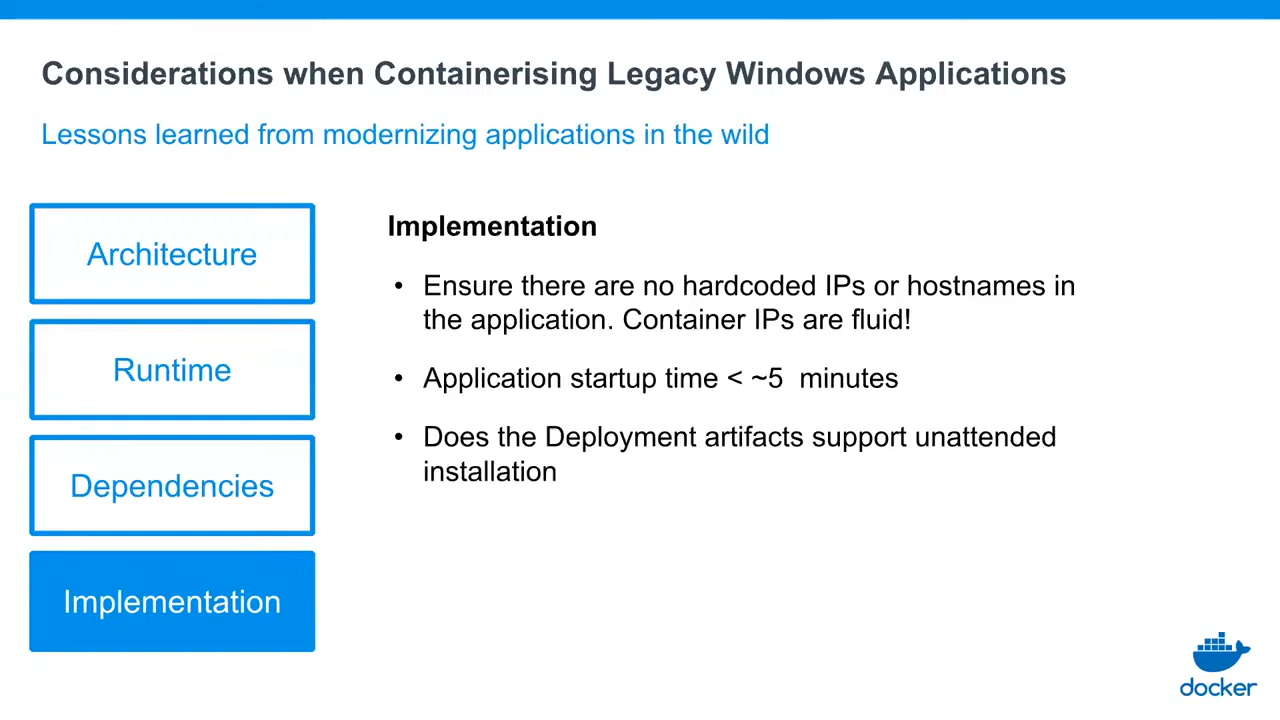 Considerations when Containerising Legacy Windows Applications
Lessons learned from modernizing applications in the wild
Architecture
Runtime
Dependencies
Implementation
Implementation
• Ensure there are no hardcoded IPs or hostnames in
the application. Container IPs are fluid!
• Application startup time < ~5  minutes
• Does the Deployment artifacts support unattended
installation
docker